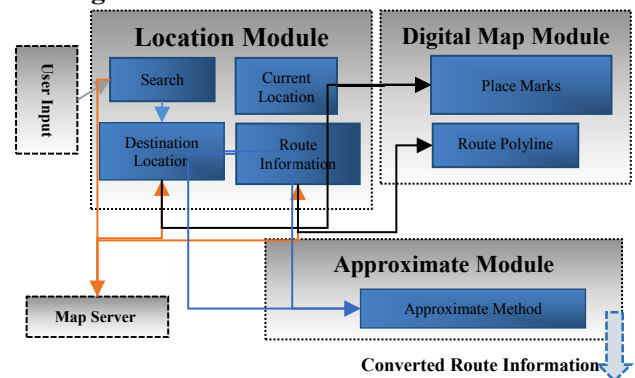 Location Module
Digital Map Module
User Input
Search
Current
Location
Place Marks
Destination
Location
Route
Information
Route Polyline
Approximate Module
Map Server
Approximate Method
Converted Route Information